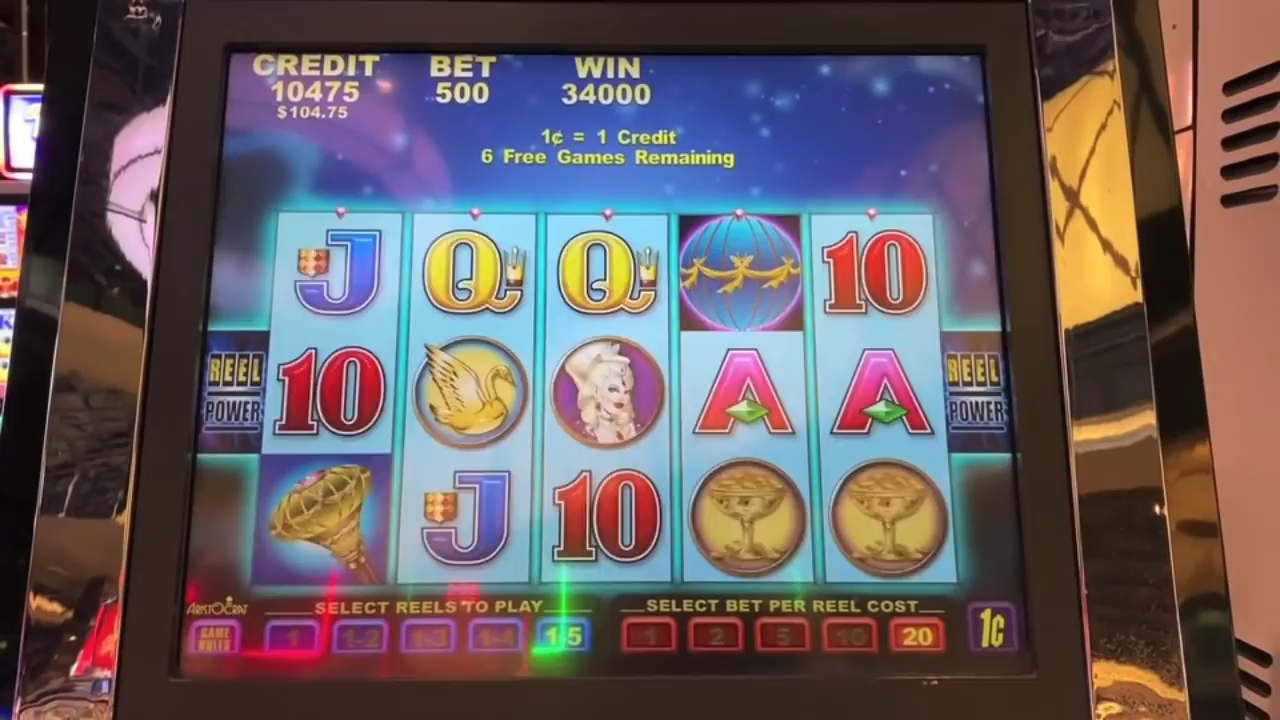 CREDIT BET WIN
10475 500 34000
$104.75
1¢ = 1 Credit
6 Free Games Remaining
J Q Q 10
REEL POWER 10 A A REEL POWER
J 10
ARISTOCRAT SELECT REELS TO PLAY SELECT BET PER REEL COST
GAME RULES 1 1-2 1-3 1-4 1-5 1 2 5 10 20 1¢